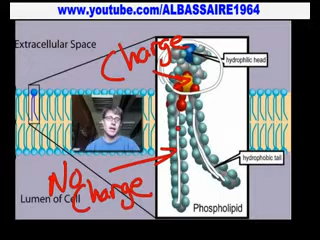 www.youtube.com/ALBASSAIRE1964
Extracellular Space
Charge
hydrophilic head
hydrophobic tail
No
Charge
Lumen of Cell
Phospholipid